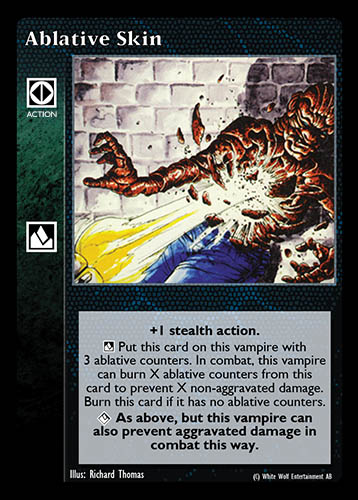 Ablative Skin
ACTION
+1 stealth action.
Put this card on this vampire with
3 ablative counters. In combat, this vampire
can burn X ablative counters from this
card to prevent X non-aggravated damage.
Burn this card if it has no ablative counters.
As above, but this vampire can
also prevent aggravated damage in
combat this way.
Illus: Richard Thomas
(C) White Wolf Entertainment AB